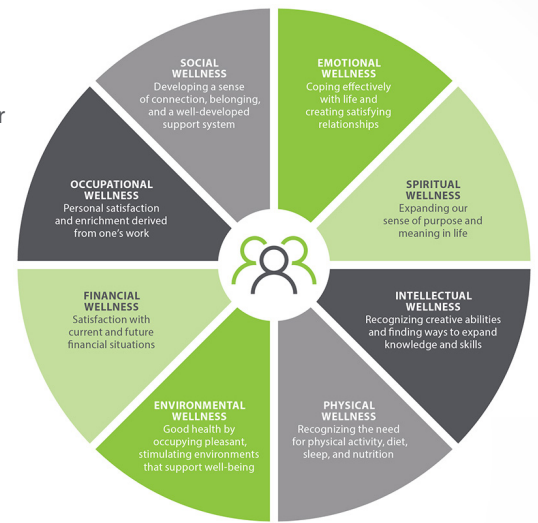 SOCIAL
WELLNESS
Developing a sense
of connection, belonging,
and a well-developed
support system
EMOTIONAL
WELLNESS
Coping effectively
with life and
creating satisfying
relationships
r
OCCUPATIONAL
WELLNESS
Personal satisfaction
and enrichment derived
from one's work
SPIRITUAL
WELLNESS
Expanding our
sense of purpose and
meaning in life
FINANCIAL
WELLNESS
Satisfaction with
current and future
financial situations
INTELLECTUAL
WELLNESS
Recognizing creative abilities
and finding ways to expand
knowledge and skills
ENVIRONMENTAL
WELLNESS
Good health by
occupying pleasant,
stimulating environments
that support well-being
PHYSICAL
WELLNESS
Recognizing the need
for physical activity, diet,
sleep, and nutrition